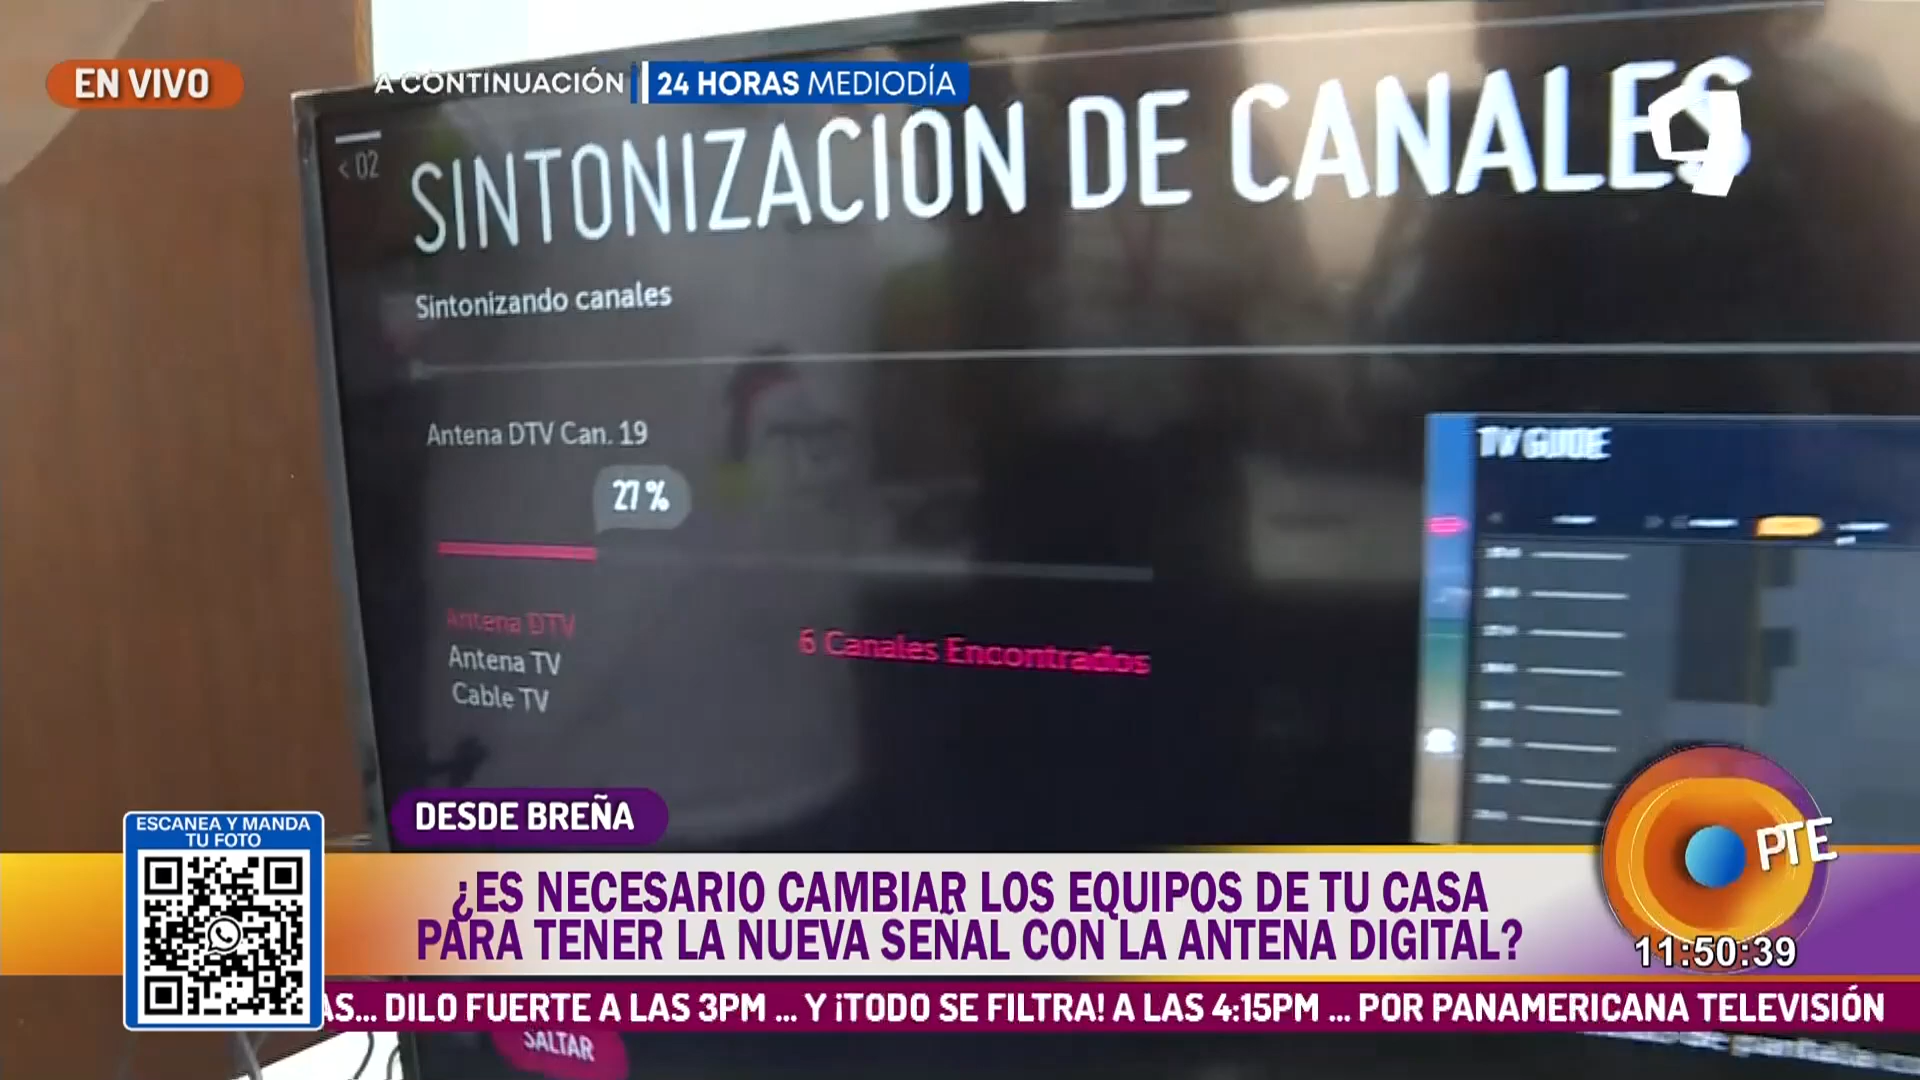 EN VIVO
A CONTINUACIÓN
24 HORAS MEDIODÍA
< 02
SINTONIZACION DE CANALES
Sintonizando canales
Antena DTV Can. 19
27 %
TV GUIDE
Antena DTV
Antena TV
Cable TV
6 Canales Encontrados
DESDE BREÑA
ESCANEA Y MANDA
TU FOTO
¿ES NECESARIO CAMBIAR LOS EQUIPOS DE TU CASA
PARA TENER LA NUEVA SEÑAL CON LA ANTENA DIGITAL?
PTE
11:50:39
AS... DILO FUERTE A LAS 3PM ... Y ¡TODO SE FILTRA! A LAS 4:15PM ... POR PANAMERICANA TELEVISIÓN
SALTAR